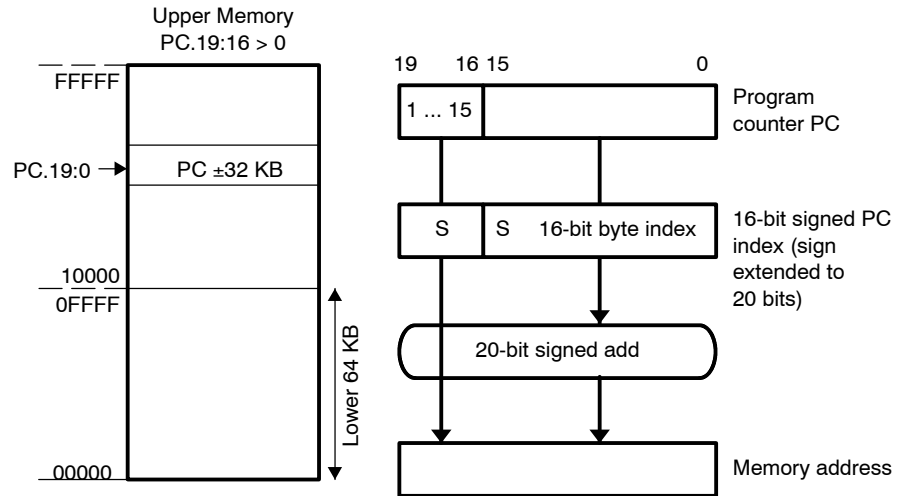 Upper Memory
PC.19:16 > 0
FFFFF
PC.19:0
PC ±32 KB
10000
0FFFF
Lower 64 KB
00000
19 16 15 0
1 ... 15
Program
counter PC
S S 16-bit byte index
16-bit signed PC
index (sign
extended to
20 bits)
20-bit signed add
Memory address